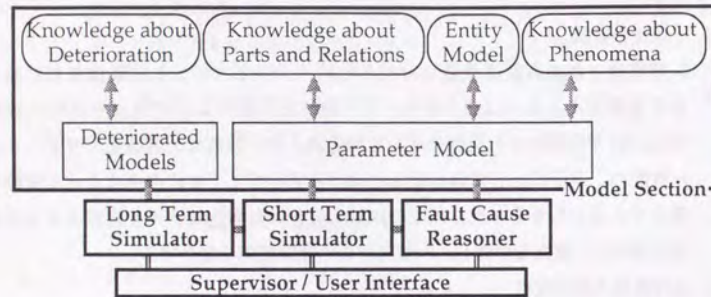 Knowledge about
Deterioration
Knowledge about
Parts and Relations
Entity
Model
Knowledge about
Phenomena
Deteriorated
Models
Parameter Model
Model Section
Long Term
Simulator
Short Term
Simulator
Fault Cause
Reasoner
Supervisor / User Interface